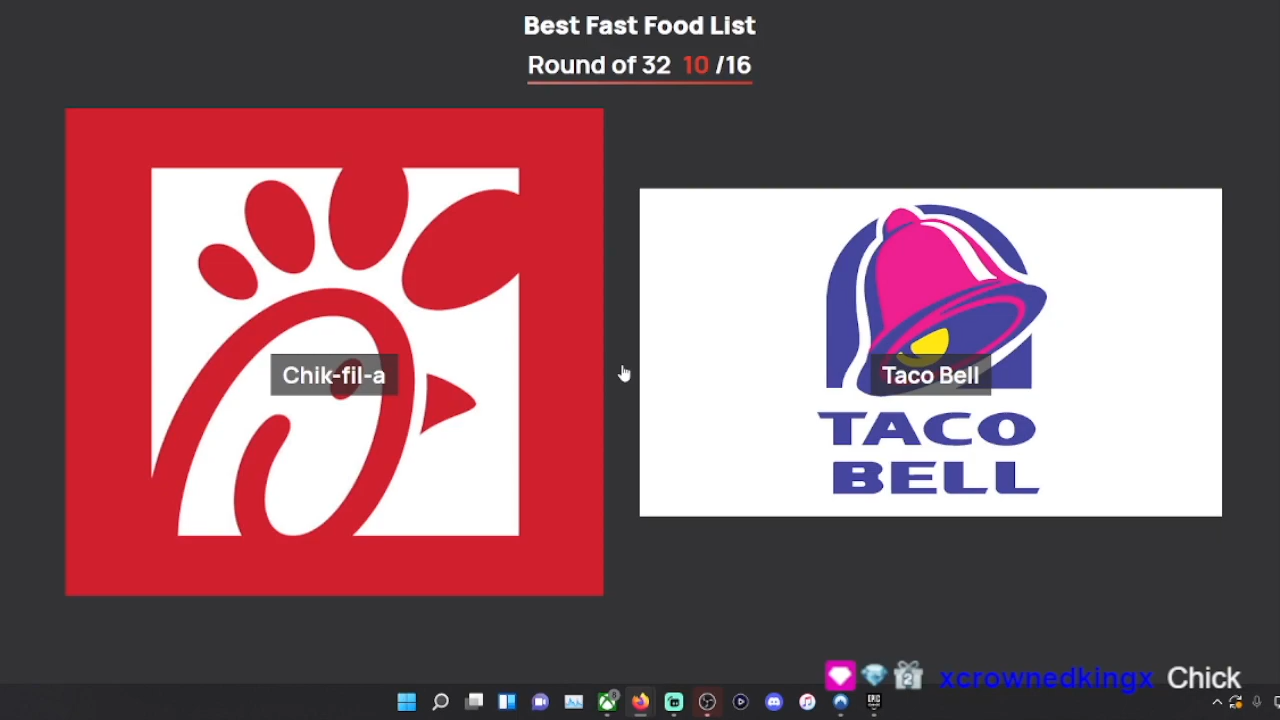 Best Fast Food List
Round of 32 10 /16
Chik-fil-a
Taco Bell
TACO
BELL
xcrownedkingx Chick